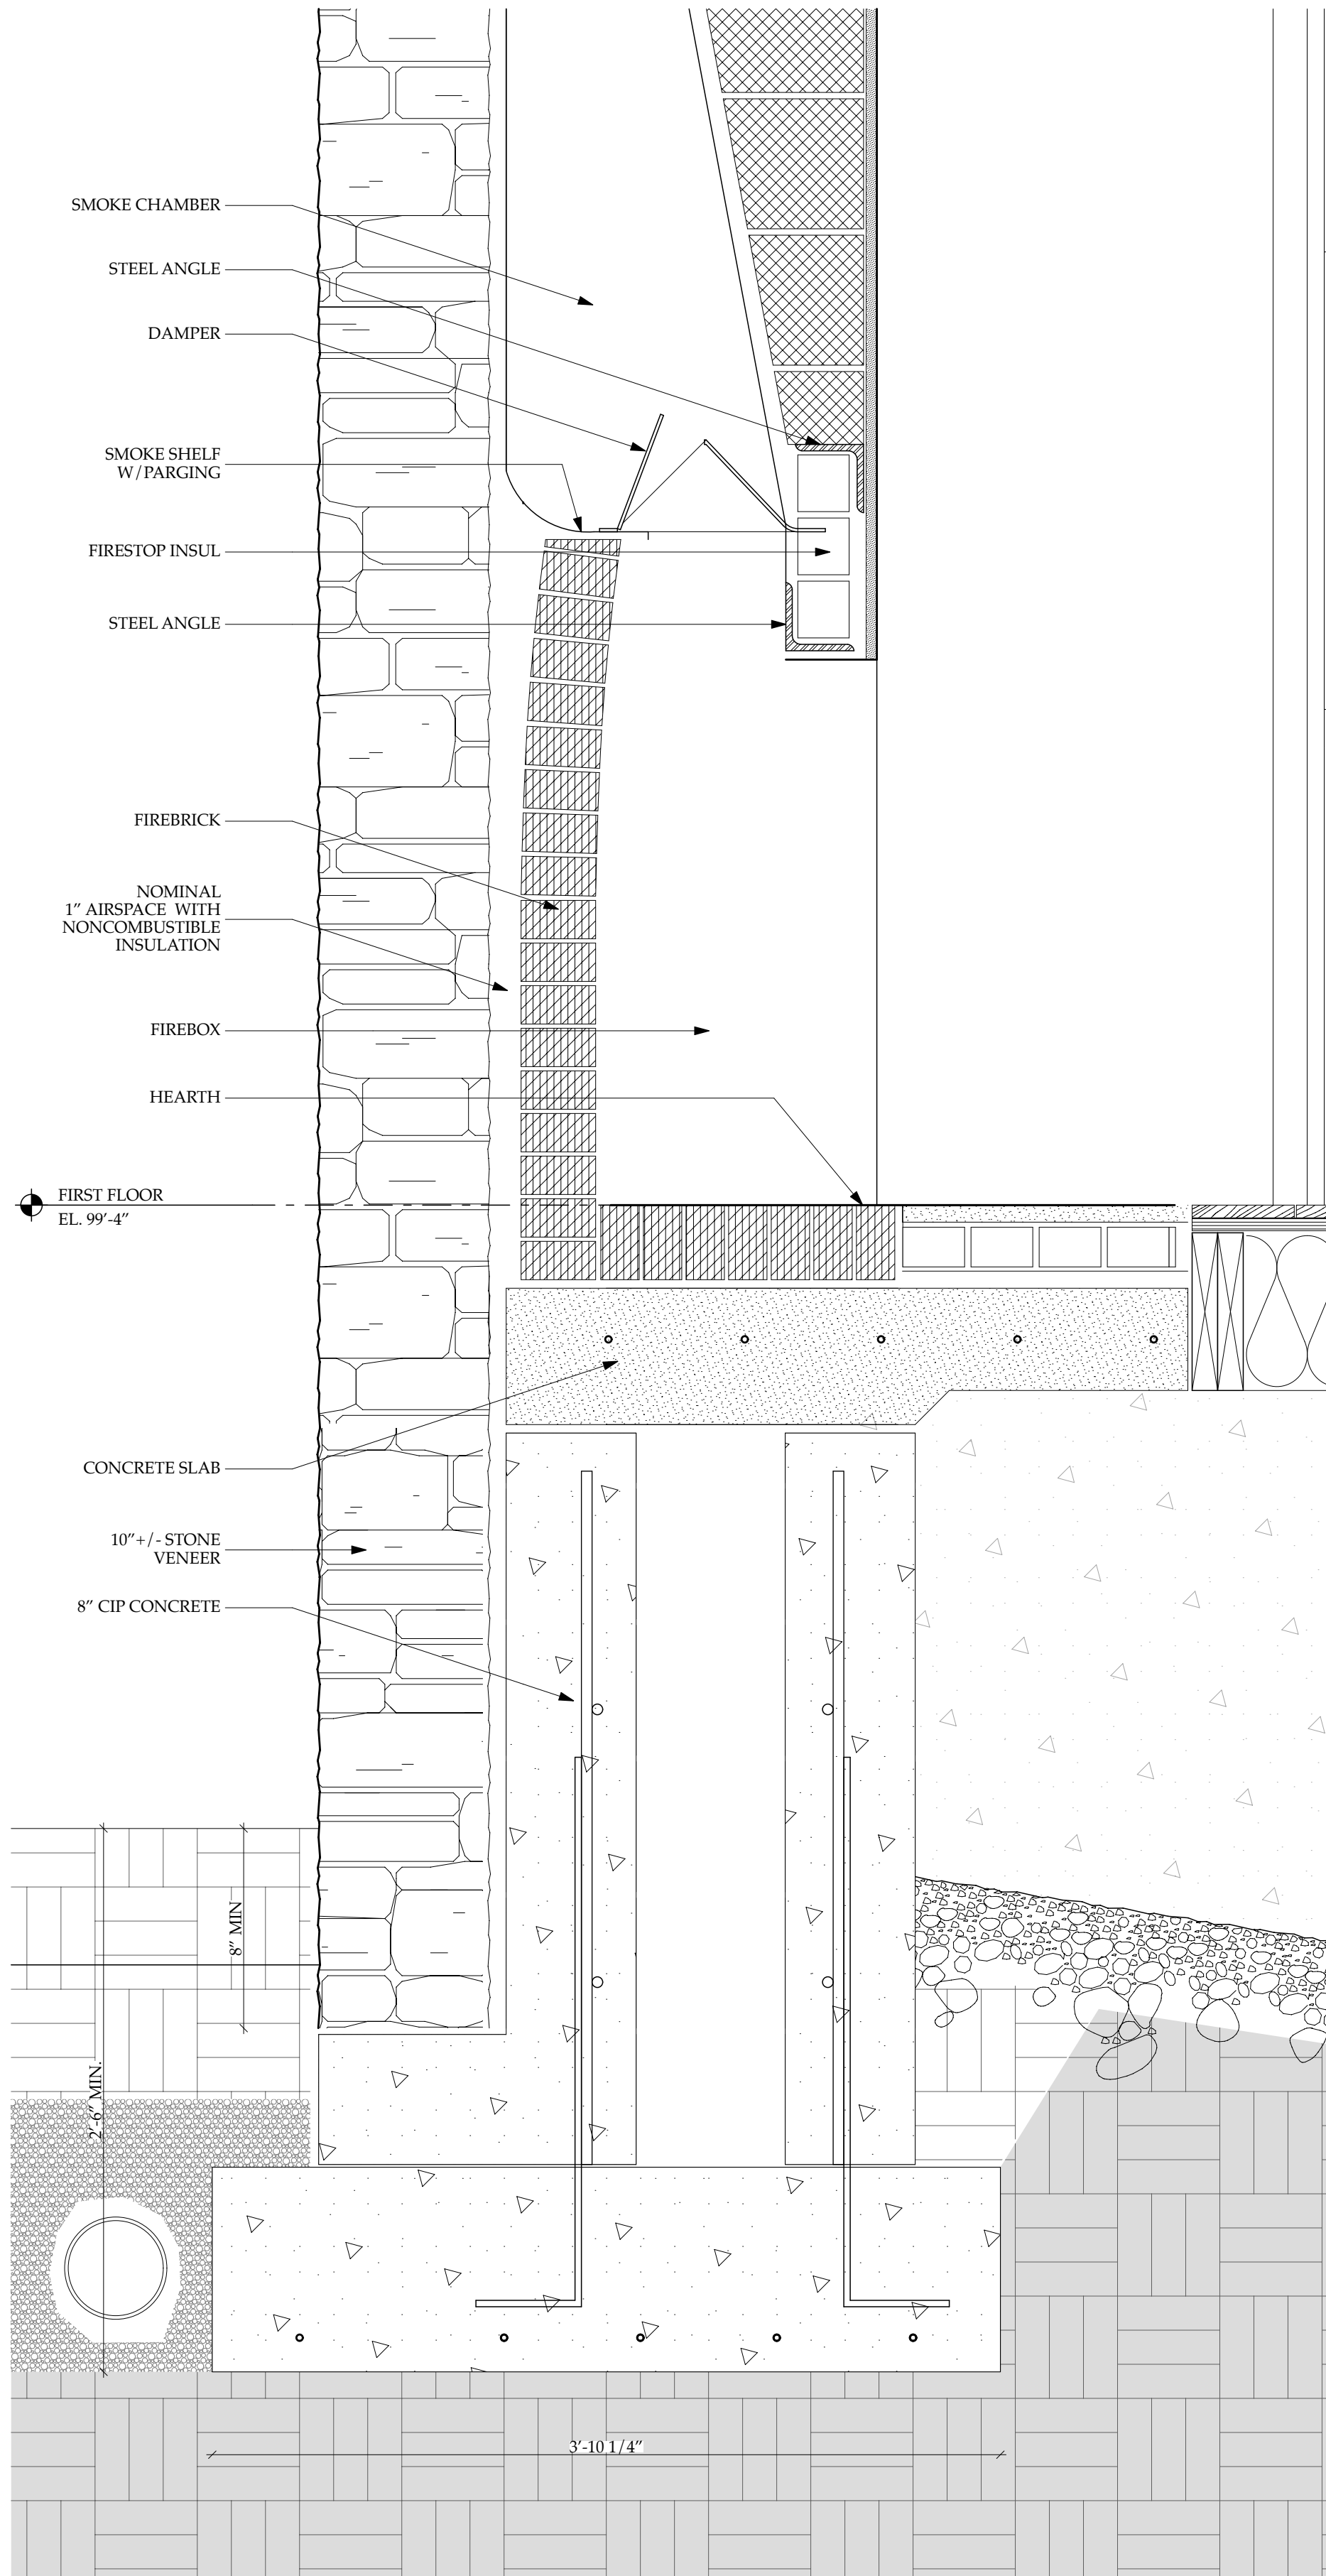 SMOKE CHAMBER
STEEL ANGLE
DAMPER
SMOKE SHELF
W/PARGING
FIRESTOP INSUL
STEEL ANGLE
FIREBRICK
NOMINAL
1" AIRSPACE WITH
NONCOMBUSTIBLE
INSULATION
FIREBOX
HEARTH
FIRST FLOOR
EL. 99'-4"
CONCRETE SLAB
10"+/- STONE
VENEER
8" CIP CONCRETE
8" MIN
2'-6" MIN.
3'-10 1/4"